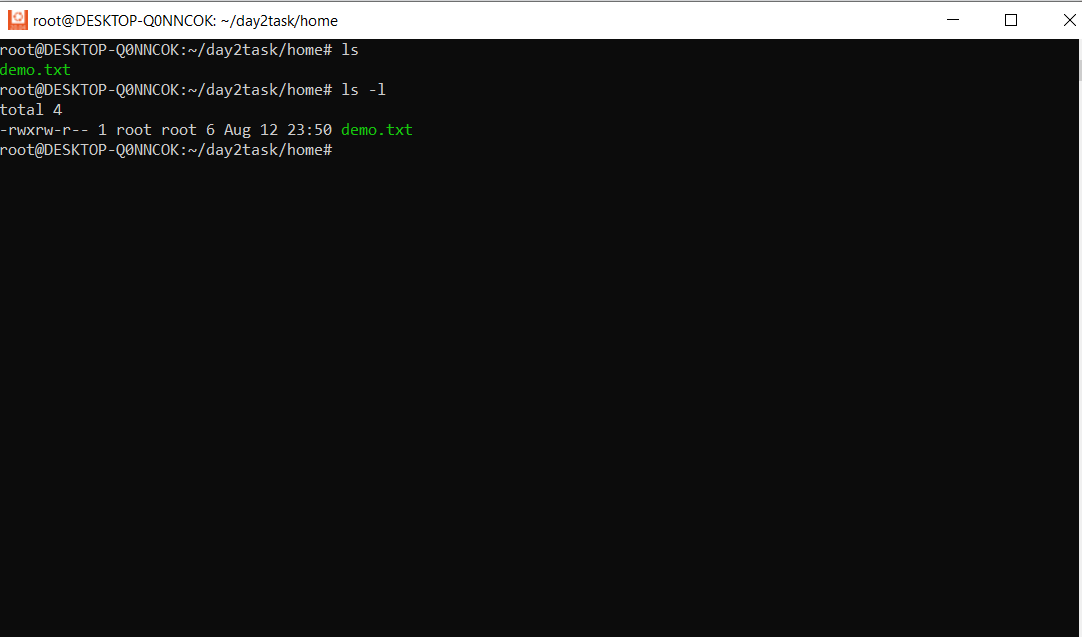 root@DESKTOP-Q0NNCOK: ~/day2task/home
root@DESKTOP-Q0NNCOK:~/day2task/home# ls
demo.txt
root@DESKTOP-Q0NNCOK:~/day2task/home# ls -l
total 4
-rwxrw-r-- 1 root root 6 Aug 12 23:50 demo.txt
root@DESKTOP-Q0NNCOK:~/day2task/home#